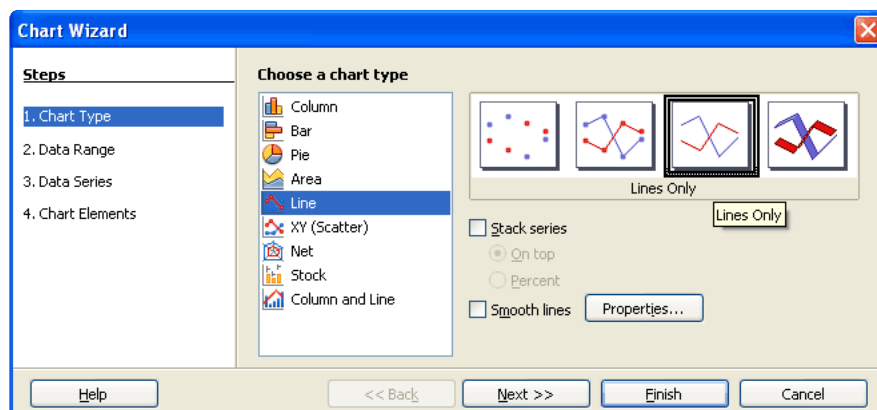 Chart Wizard
Steps
1. Chart Type
2. Data Range
3. Data Series
4. Chart Elements
Choose a chart type
Column
Bar
Pie
Area
Line
XY (Scatter)
Net
Stock
Column and Line
Lines Only
Lines Only
Stack series
On top
Percent
Smooth lines
Properties...
Help
<< Back
Next >>
Finish
Cancel